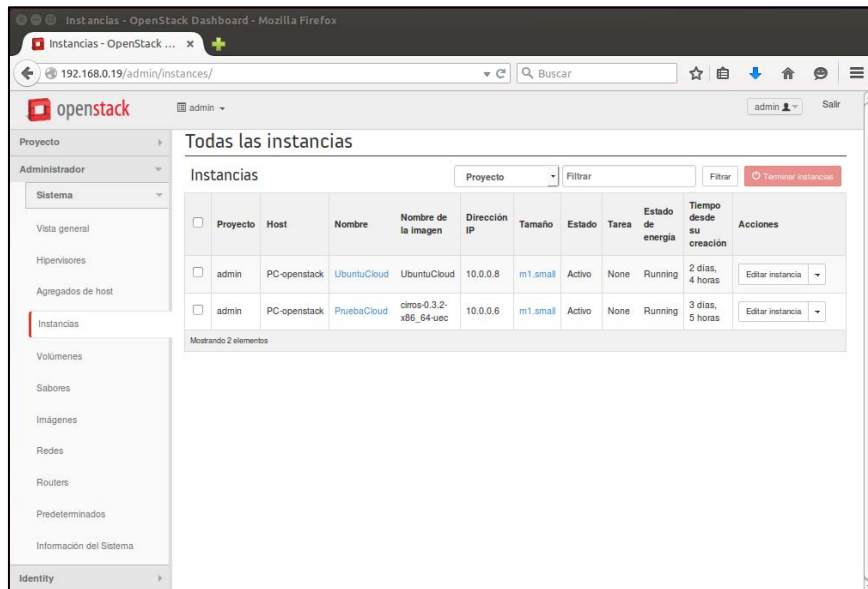 Instancias - OpenStack Dashboard - Mozilla Firefox
Instancias - OpenStack ...
192.168.0.19/admin/instances/
Buscar
openstack
admin
admin
Salir
Proyecto
Administrador
Sistema
Vista general
Hipervisores
Agregados de host
Instancias
Volúmenes
Sabores
Imágenes
Redes
Routers
Predeterminados
Información del Sistema
Identity
Todas las instancias
Instancias
Proyecto
Filtrar
Filtrar
Terminar instancias
Proyecto Host Nombre Nombre de la imagen Dirección IP Tamaño Estado Tarea Estado de energía Tiempo desde su creación Acciones
admin PC-openstack UbuntuCloud UbuntuCloud 10.0.0.8 m1.small Activo None Running 2 días, 4 horas Editar instancia
admin PC-openstack PruebaCloud cirros-0.3.2-x86_64-uec 10.0.0.6 m1.small Activo None Running 3 días, 5 horas Editar instancia
Mostrando 2 elementos